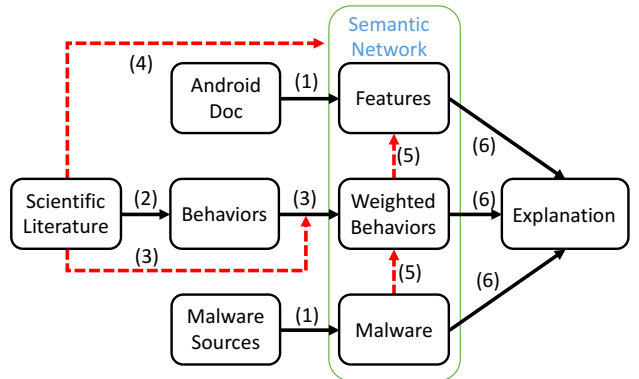 Semantic
Network
(4)
Android
Doc
(1)
Features
(6)
(5)
Scientific
Literature
(2)
Behaviors
(3)
Weighted
Behaviors
(6)
Explanation
(3)
(5)
(6)
Malware
Sources
(1)
Malware